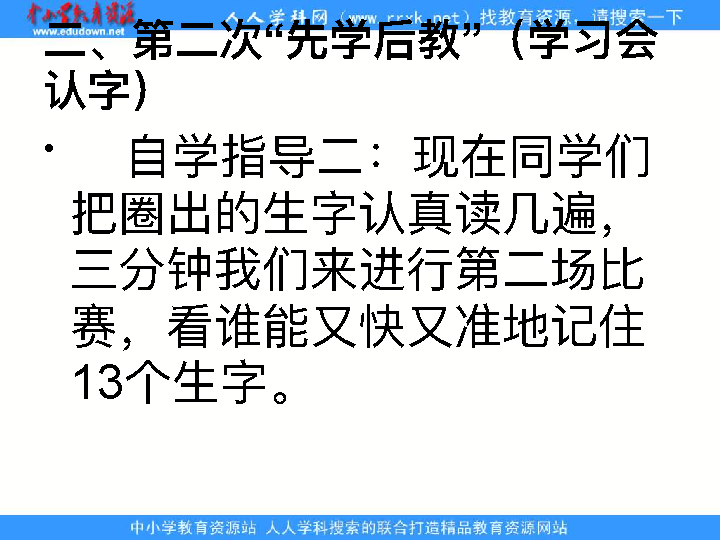 中小学教育资源
www.edudown.net
人人学科网（www.rrxk.net）找教育资源，请搜索一下
二、第二次“先学后教”（学习会
认字）
• 自学指导二：现在同学们
把圈出的生字认真读几遍，
三分钟我们来进行第二场比
赛，看谁能又快又准地记住
13个生字。
中小学教育资源站 人人学科搜索的联合打造精品教育资源网站